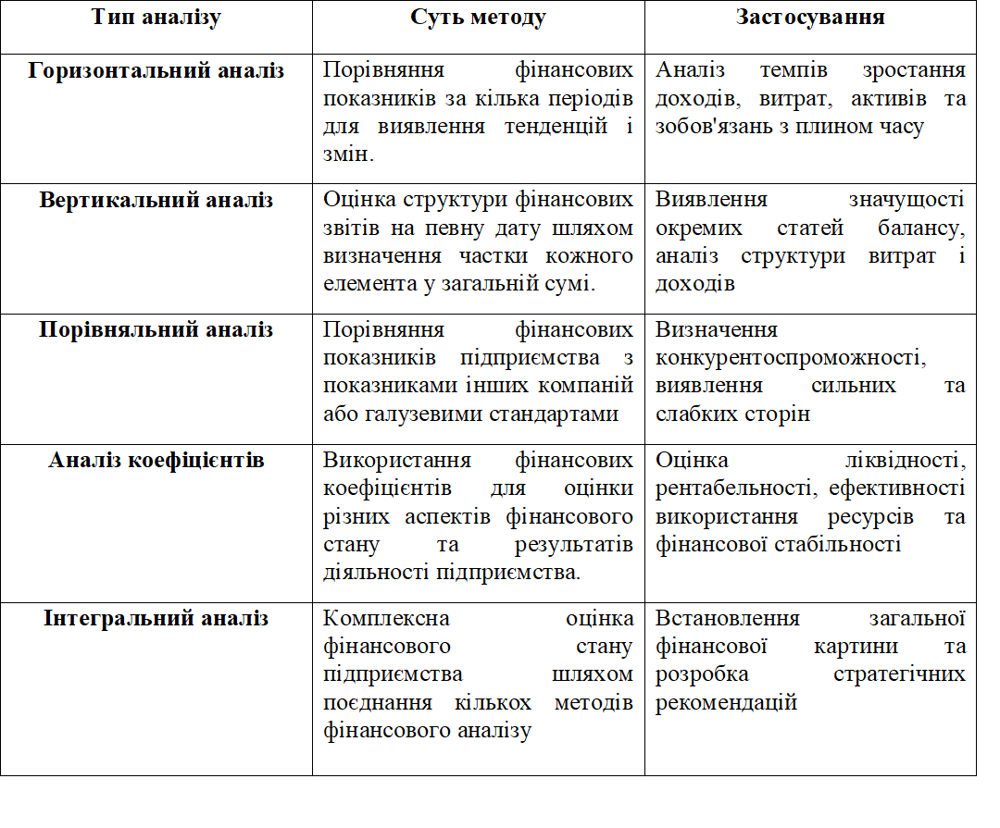 Тип аналізу
Суть методу
Застосування
Горизонтальний аналіз
Порівняння фінансових
показників за кілька періодів
для виявлення тенденцій і
змін.
Аналіз темпів зростання
доходів, витрат, активів та
зобов'язань з плином часу
Вертикальний аналіз
Оцінка структури фінансових
звітів на певну дату шляхом
визначення частки кожного
елемента у загальній сумі.
Виявлення значущості
окремих статей балансу,
аналіз структури витрат і
доходів
Порівняльний аналіз
Порівняння фінансових
показників підприємства з
показниками інших компаній
або галузевими стандартами
Визначення
конкурентоспроможності,
виявлення сильних та
слабких сторін
Аналіз коефіцієнтів
Використання фінансових
коефіцієнтів для оцінки
різних аспектів фінансового
стану та результатів
діяльності підприємства.
Оцінка ліквідності,
рентабельності, ефективності
використання ресурсів та
фінансової стабільності
Інтегральний аналіз
Комплексна оцінка
фінансового стану
підприємства шляхом
поєднання кількох методів
фінансового аналізу
Встановлення загальної
фінансової картини та
розробка стратегічних
рекомендацій